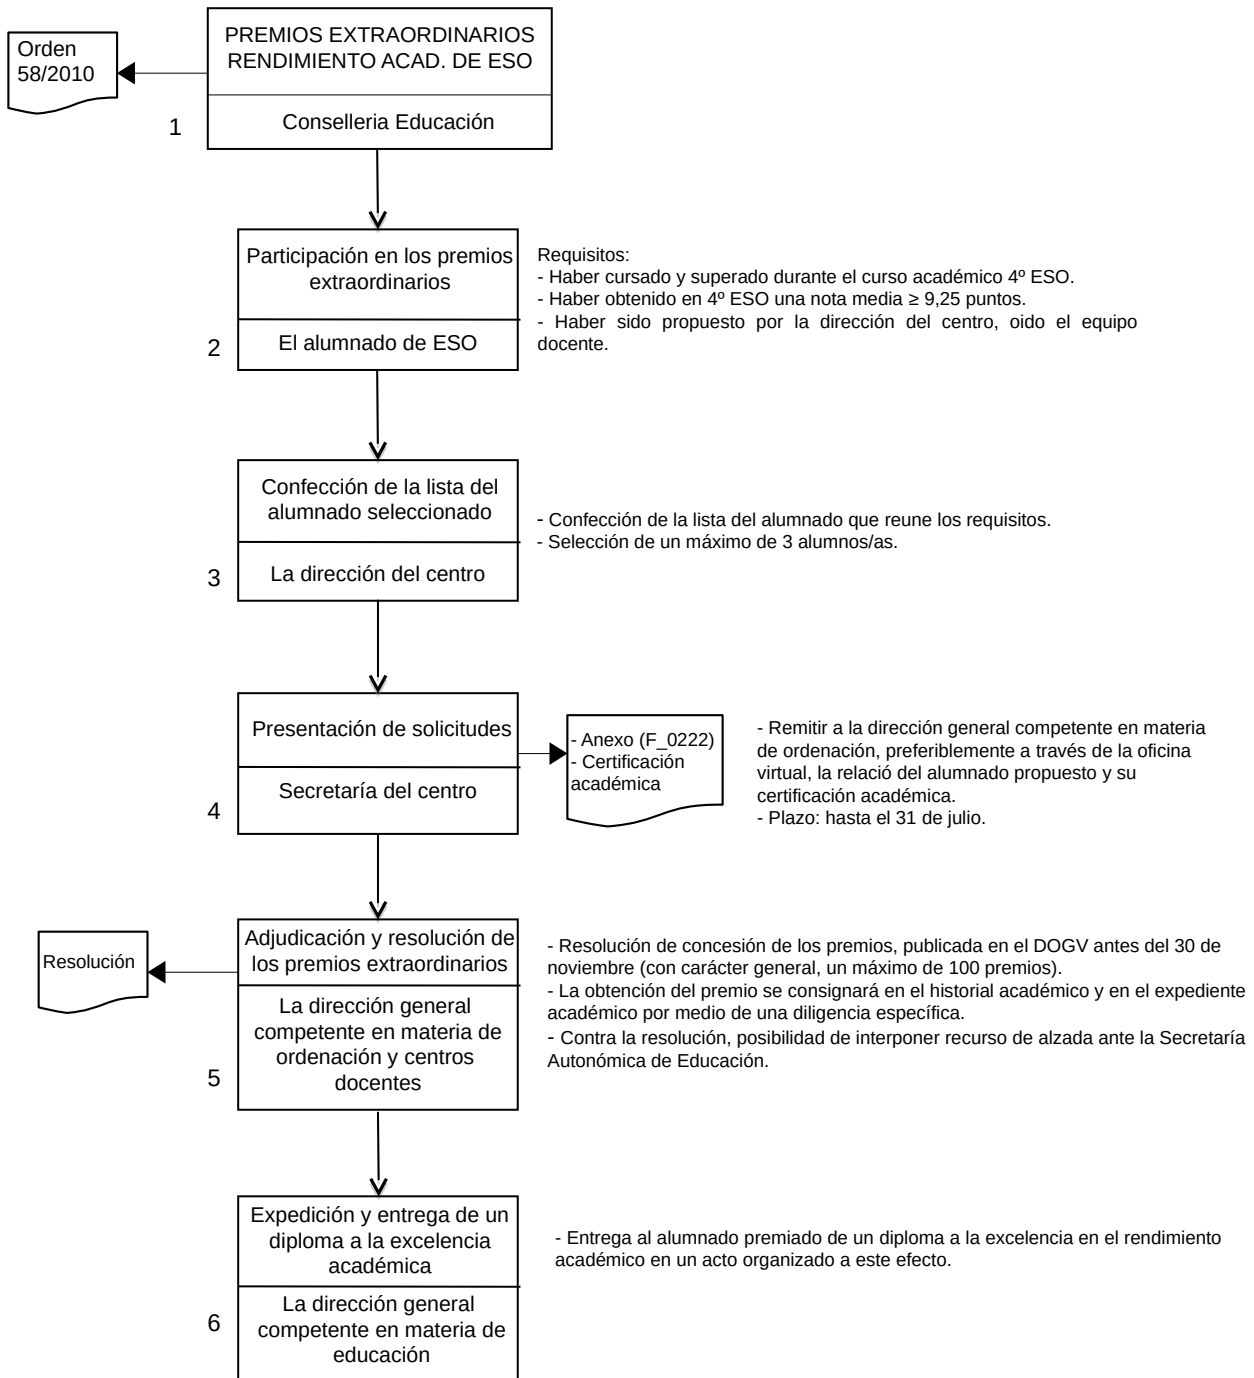 Orden
58/2010
PREMIOS EXTRAORDINARIOS
RENDIMIENTO ACAD. DE ESO
1
Conselleria Educación
Participación en los premios
extraordinarios
2
El alumnado de ESO
Requisitos:
- Haber cursado y superado durante el curso académico 4º ESO.
- Haber obtenido en 4º ESO una nota media ≥ 9,25 puntos.
- Haber sido propuesto por la dirección del centro, oido el equipo
docente.
Confección de la lista del
alumnado seleccionado
3
La dirección del centro
- Confección de la lista del alumnado que reune los requisitos.
- Selección de un máximo de 3 alumnos/as.
Presentación de solicitudes
4
Secretaría del centro
- Anexo (F_0222)
- Certificación
académica
- Remitir a la dirección general competente en materia
de ordenación, preferiblemente a través de la oficina
virtual, la relació del alumnado propuesto y su
certificación académica.
- Plazo: hasta el 31 de julio.
Resolución
Adjudicación y resolución de
los premios extraordinarios
5
La dirección general
competente en materia de
ordenación y centros
docentes
- Resolución de concesión de los premios, publicada en el DOGV antes del 30 de
noviembre (con carácter general, un máximo de 100 premios).
- La obtención del premio se consignará en el historial académico y en el expediente
académico por medio de una diligencia específica.
- Contra la resolución, posibilidad de interponer recurso de alzada ante la Secretaría
Autonómica de Educación.
Expedición y entrega de un
diploma a la excelencia
académica
6
La dirección general
competente en materia de
educación
- Entrega al alumnado premiado de un diploma a la excelencia en el rendimiento
académico en un acto organizado a este efecto.